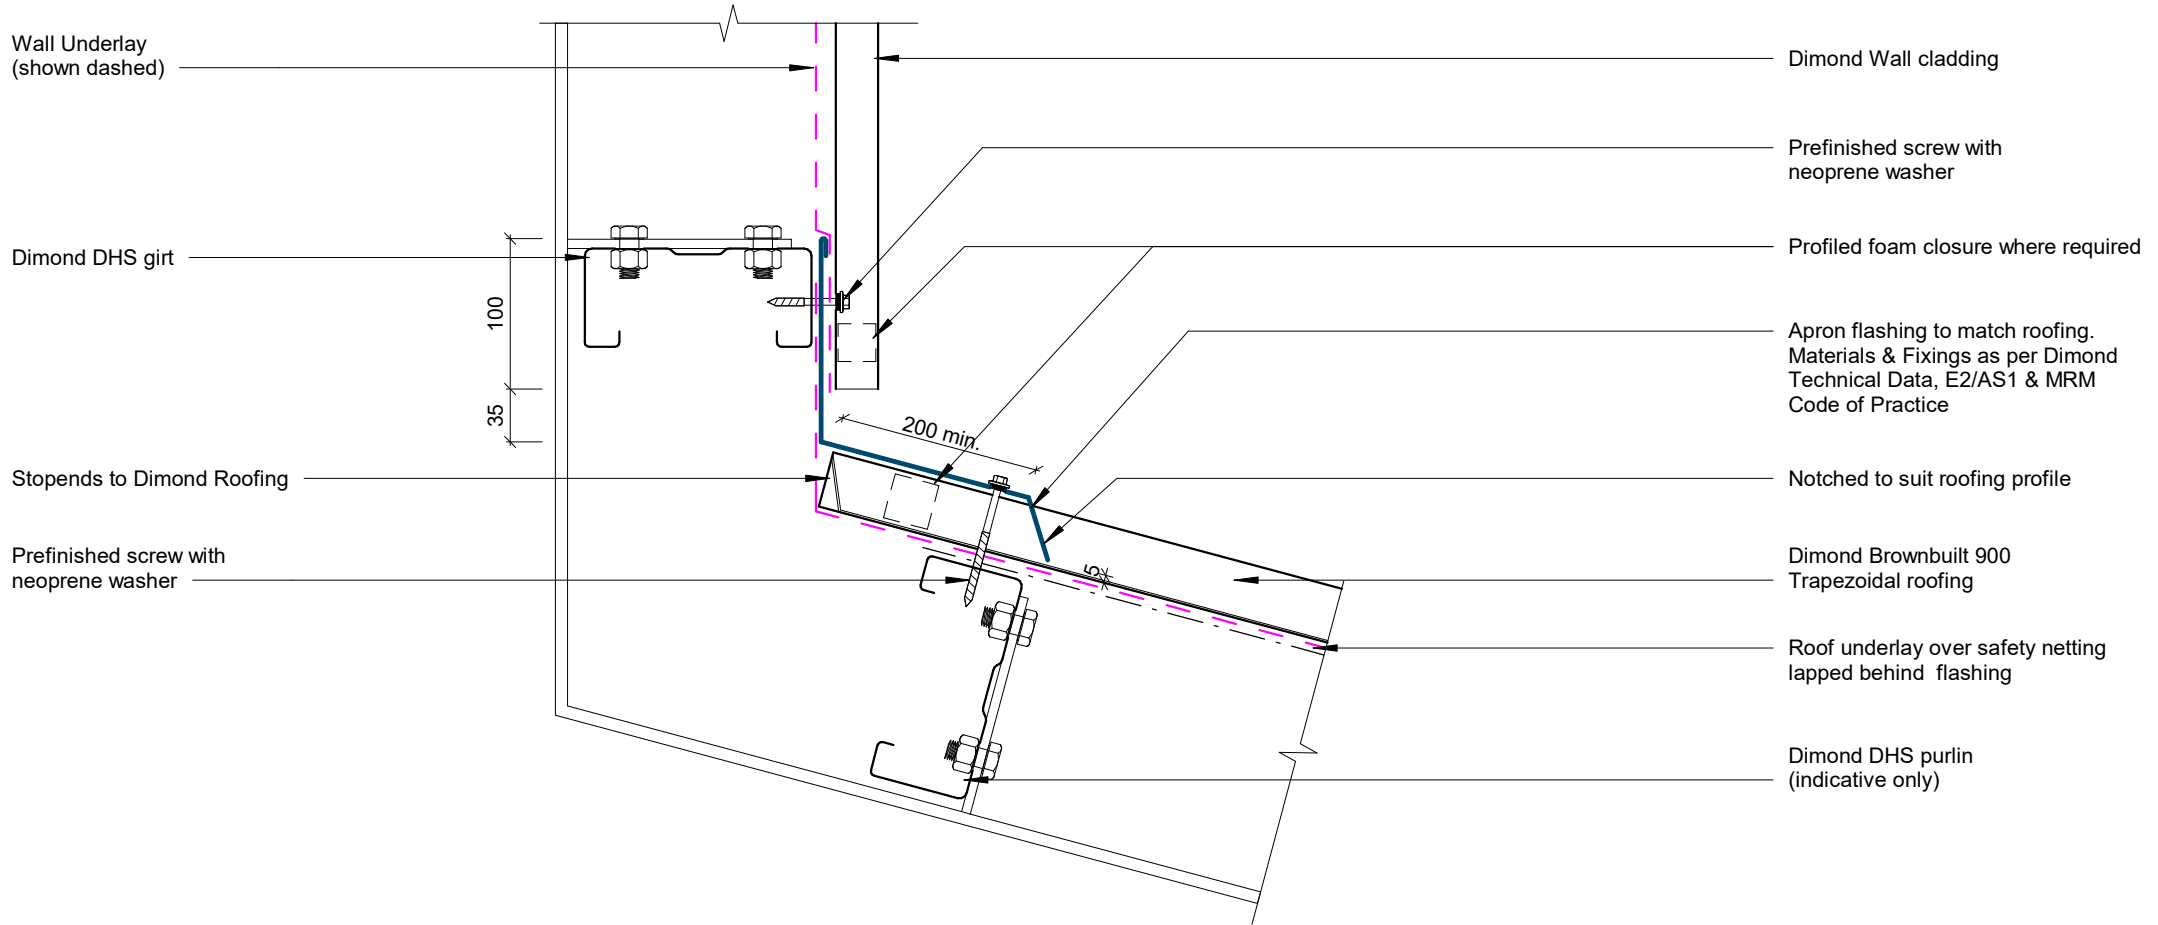 Wall Underlay
(shown dashed)
Dimond DHS girt
100
35
Stopends to Dimond Roofing
Prefinished screw with
neoprene washer
200 min.
5
Dimond Wall cladding
Prefinished screw with
neoprene washer
Profiled foam closure where required
Apron flashing to match roofing.
Materials & Fixings as per Dimond
Technical Data, E2/AS1 & MRM
Code of Practice
Notched to suit roofing profile
Dimond Brownbuilt 900
Trapezoidal roofing
Roof underlay over safety netting
lapped behind  flashing
Dimond DHS purlin
(indicative only)